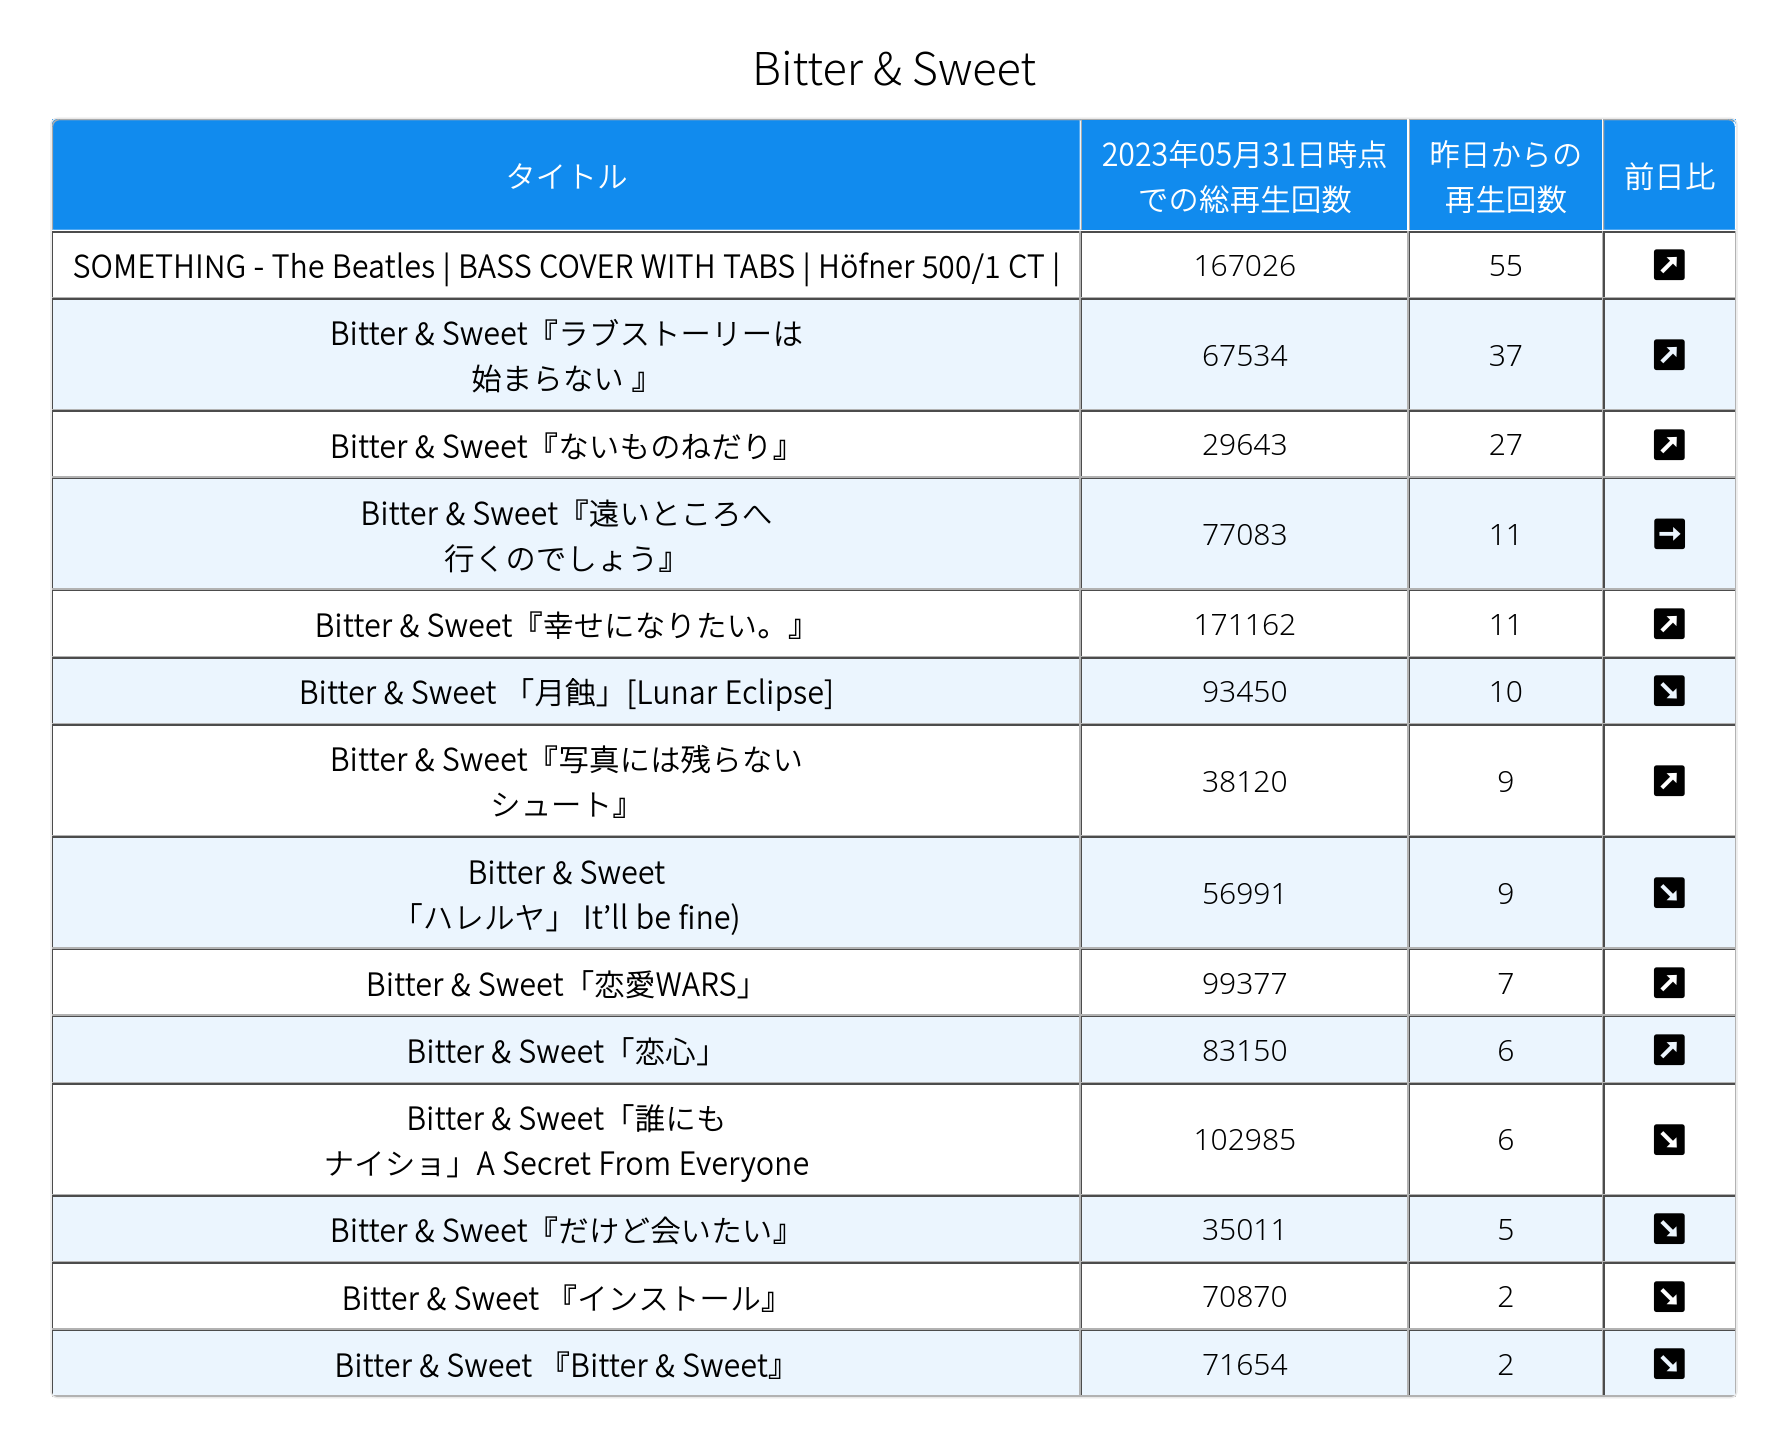 Bitter & Sweet
タイトル
2023年05月31日時点
での総再生回数
昨日からの
再生回数
前日比
SOMETHING - The Beatles | BASS COVER WITH TABS | Höfner 500/1 CT |
167026
55
Bitter & Sweet『ラブストーリーは
始まらない 』
67534
37
Bitter & Sweet『ないものねだり』
29643
27
Bitter & Sweet『遠いところへ
行くのでしょう』
77083
11
Bitter & Sweet『幸せになりたい。』
171162
11
Bitter & Sweet 「月蝕」[Lunar Eclipse]
93450
10
Bitter & Sweet『写真には残らない
シュート』
38120
9
Bitter & Sweet
「ハレルヤ」 It’ll be fine)
56991
9
Bitter & Sweet「恋愛WARS」
99377
7
Bitter & Sweet「恋心」
83150
6
Bitter & Sweet「誰にも
ナイショ」A Secret From Everyone
102985
6
Bitter & Sweet『だけど会いたい』
35011
5
Bitter & Sweet 『インストール』
70870
2
Bitter & Sweet 『Bitter & Sweet』
71654
2